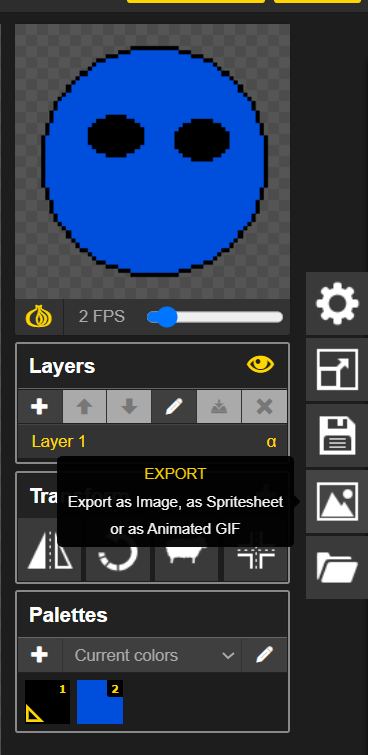 2 FPS
Layers
Layer 1 α
EXPORT
Export as Image, as Spritesheet
or as Animated GIF
Palettes
Current colors
1 2